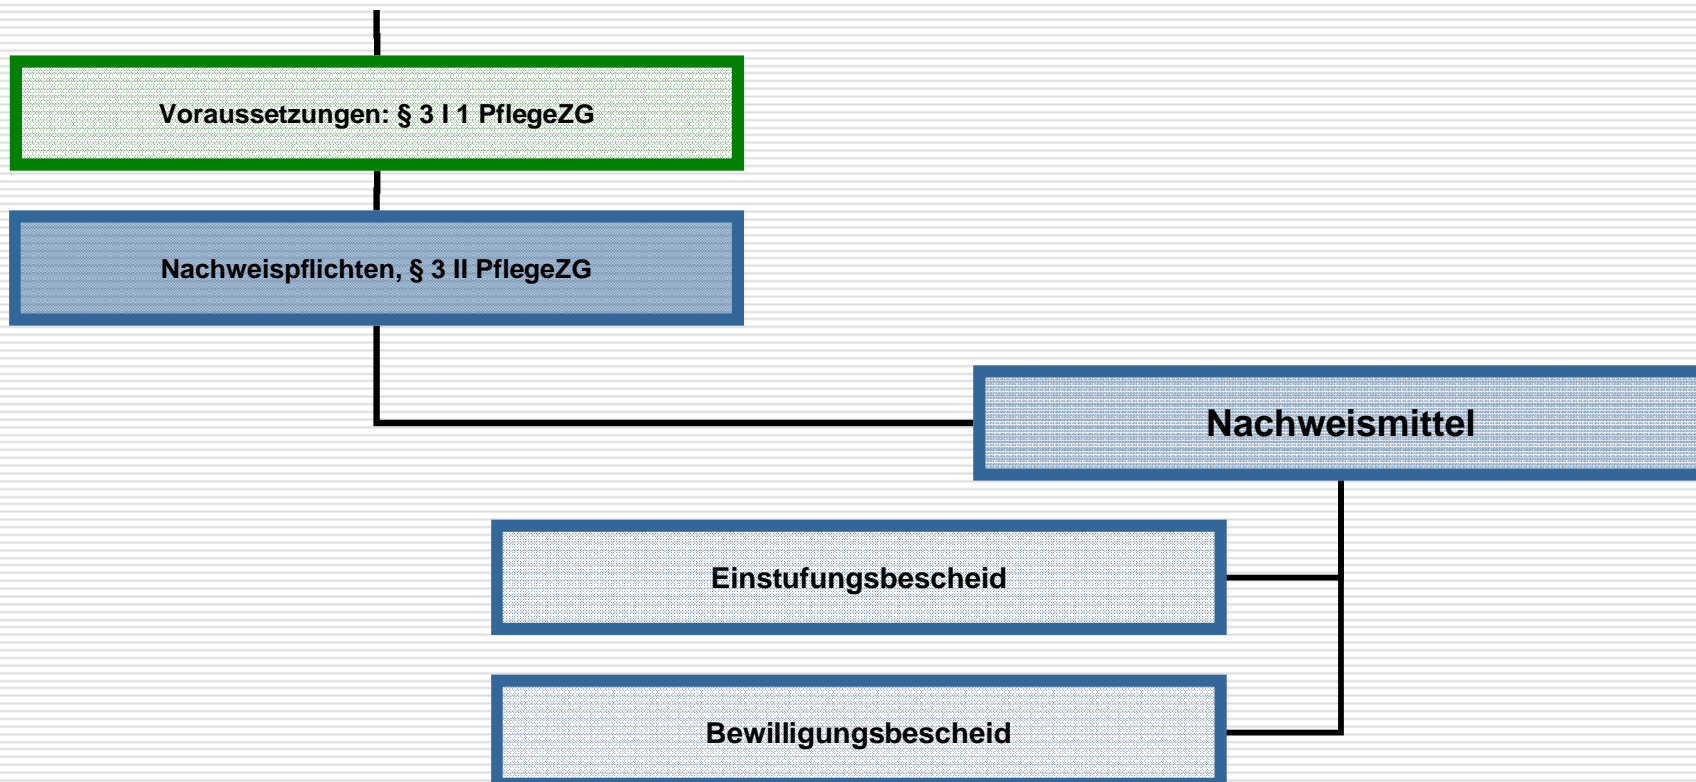 Voraussetzungen: § 3 I 1 PflegeZG
Nachweispflichten, § 3 II PflegeZG
Nachweismittel
Einstufungsbescheid
Bewilligungsbescheid